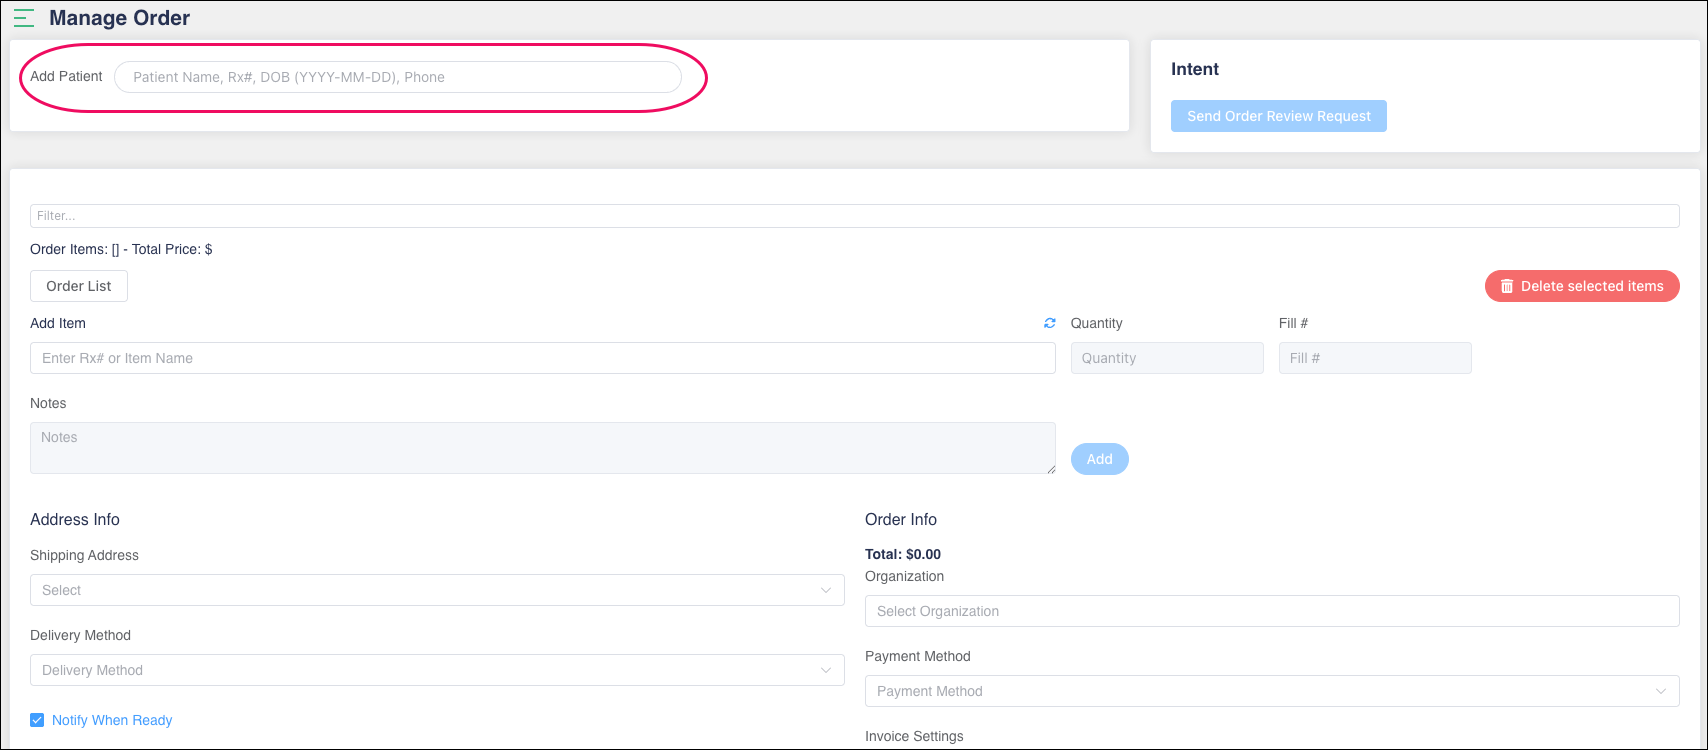 Manage Order
Add Patient
Patient Name, Rx#, DOB (YYYY-MM-DD), Phone
Intent
Send Order Review Request
Filter...
Order Items: [] - Total Price: $
Order List
Delete selected items
Add Item
Quantity
Fill #
Enter Rx# or Item Name
Quantity
Fill #
Notes
Notes
Add
Address Info
Shipping Address
Select
Delivery Method
Delivery Method
Notify When Ready
Order Info
Total: $0.00
Organization
Select Organization
Payment Method
Payment Method
Invoice Settings